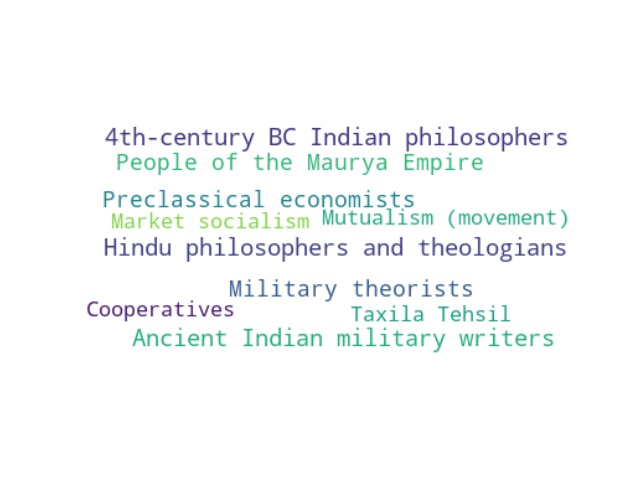 4th-century BC Indian philosophers
People of the Maurya Empire
Preclassical economists
Market socialism
Mutualism (movement)
Hindu philosophers and theologians
Military theorists
Cooperatives
Taxila Tehsil
Ancient Indian military writers